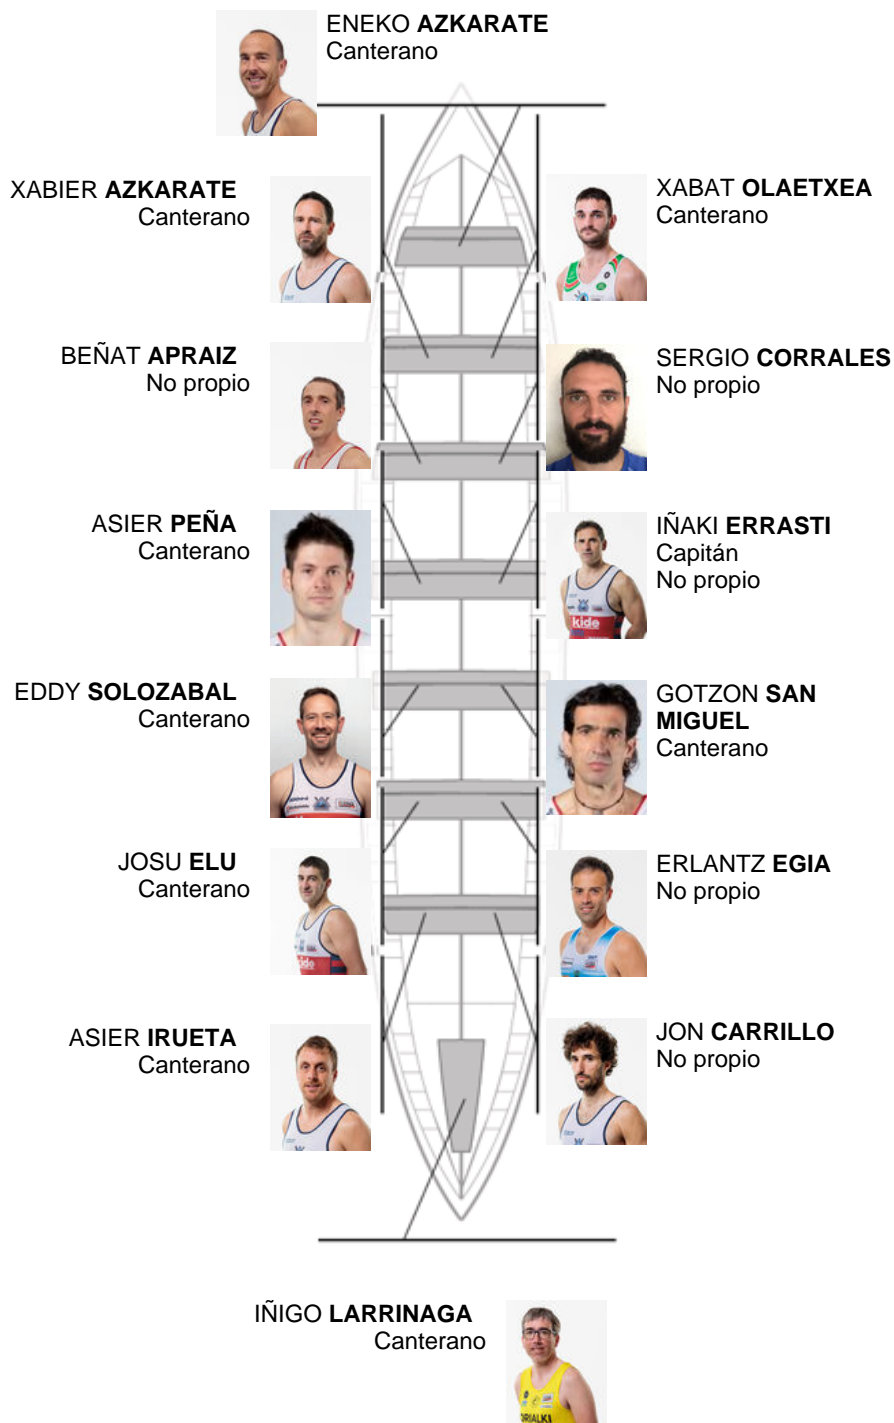 ENEKO AZKARATE
Canterano
XABIER AZKARATE
Canterano
XABAT OLAETXEA
Canterano
BEÑAT APRAIZ
No propio
SERGIO CORRALES
No propio
ASIER PEÑA
Canterano
IÑAKI ERRASTI
Capitán
No propio
kide
EDDY SOLOZABAL
Canterano
GOTZON SAN
MIGUEL
Canterano
JOSU ELU
Canterano
kide
ERLANTZ EGIA
No propio
ASIER IRUETA
Canterano
JON CARRILLO
No propio
IÑIGO LARRINAGA
Canterano